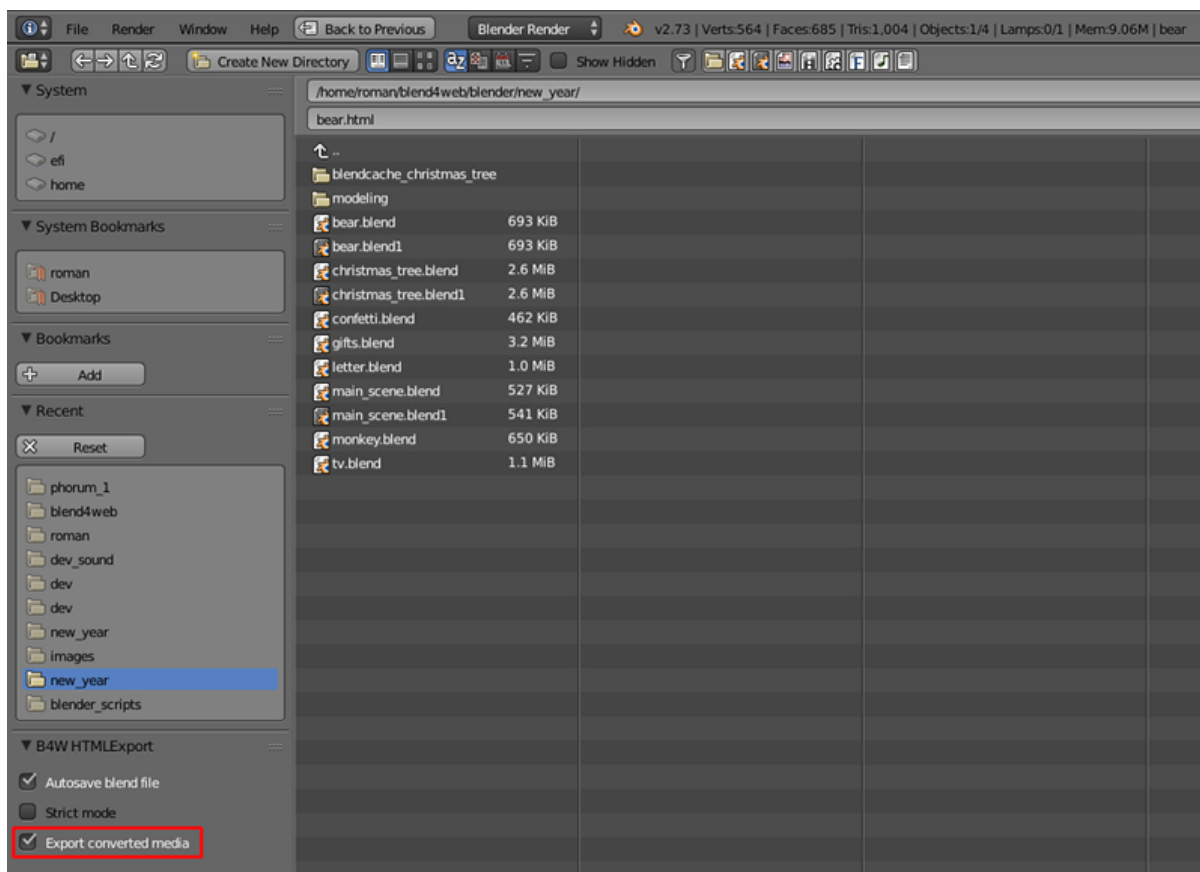 File Render Window Help Back to Previous Blender Render v2.73 | Verts:564 | Faces:685 | Tris:1,004 | Objects:1/4 | Lamps:0/1 | Mem:9.06M | bear
Create New Directory Show Hidden
System
/
efi
home
System Bookmarks
roman
Desktop
Bookmarks
Add
Recent
Reset
phorum_1
blend4web
roman
dev_sound
dev
dev
new_year
images
new_year
blender_scripts
B4W HTMLExport
Autosave blend file
Strict mode
Export converted media
/home/roman/blend4web/blender/new_year/
bear.html
..
blendcache_christmas_tree
modeling
bear.blend 693 KiB
bear.blend1 693 KiB
christmas_tree.blend 2.6 MiB
christmas_tree.blend1 2.6 MiB
confetti.blend 462 KiB
gifts.blend 3.2 MiB
letter.blend 1.0 MiB
main_scene.blend 527 KiB
main_scene.blend1 541 KiB
monkey.blend 650 KiB
tv.blend 1.1 MiB